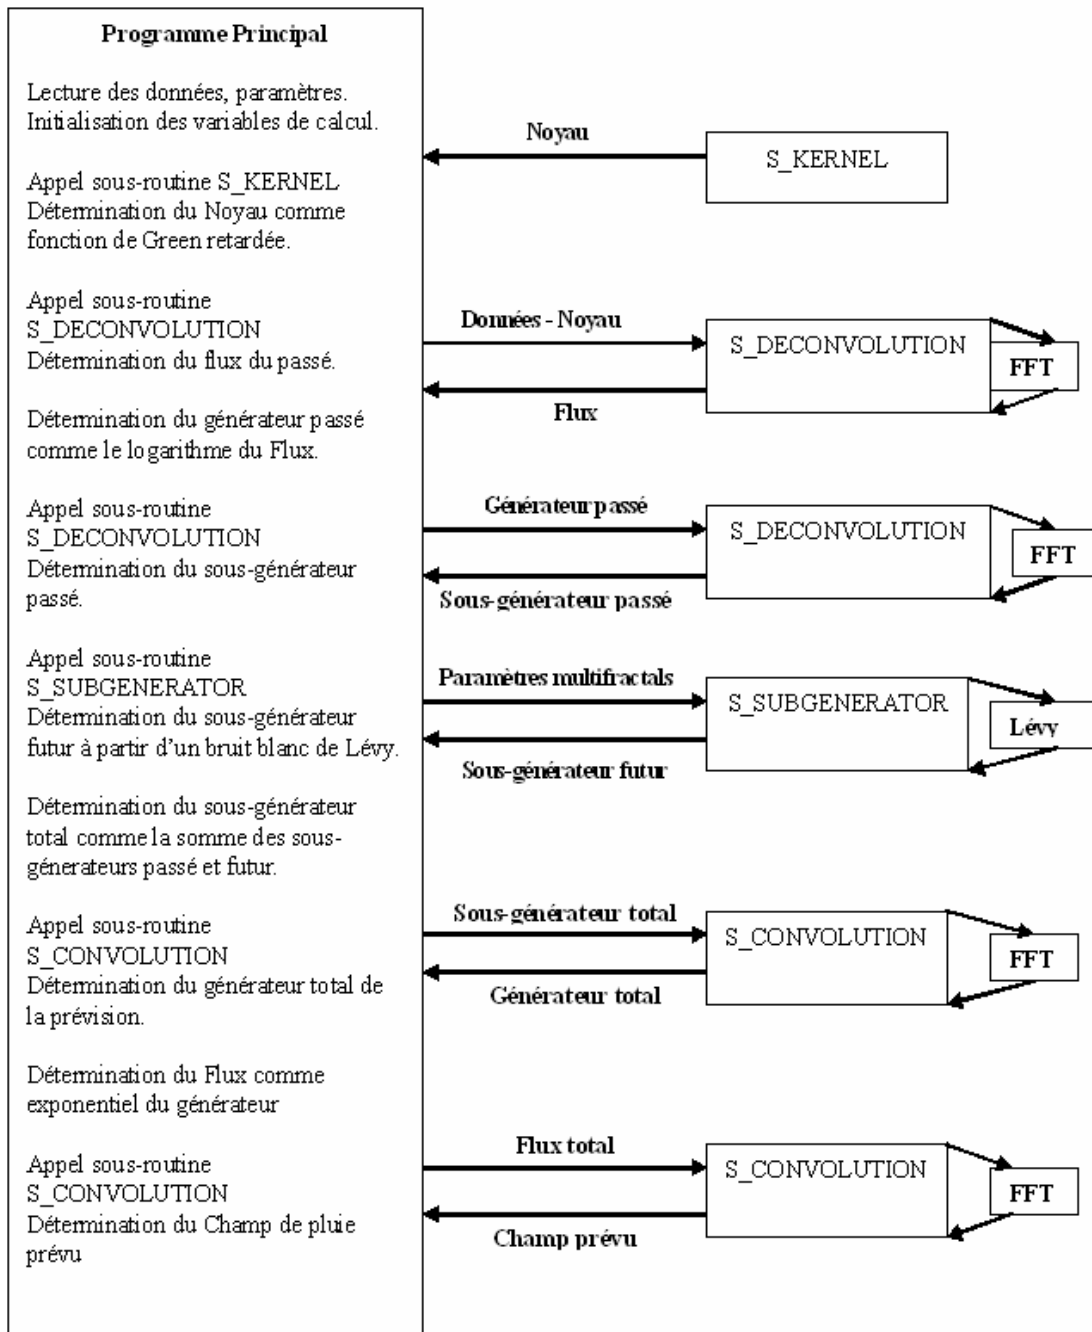 Programme Principal
Lecture des données, paramètres.
Initialisation des variables de calcul.
Appel sous-routine S_KERNEL
Détermination du Noyau comme
fonction de Green retardée.
Appel sous-routine
S_DECONVOLUTION
Détermination du flux du passé.
Détermination du générateur passé
comme le logarithme du Flux.
Appel sous-routine
S_DECONVOLUTION
Détermination du sous-générateur
passé.
Appel sous-routine
S_SUBGENERATOR
Détermination du sous-générateur
futur à partir d'un bruit blanc de Lévy.
Détermination du sous-générateur
total comme la somme des sous-
génerateurs passé et futur.
Appel sous-routine
S_CONVOLUTION
Détermination du générateur total de
la prévision.
Détermination du Flux comme
exponentiel du générateur
Appel sous-routine
S_CONVOLUTION
Détermination du Champ de pluie
prévu
Noyau
S_KERNEL
Données - Noyau
S_DECONVOLUTION
FFT
Flux
Générateur passé
S_DECONVOLUTION
FFT
Sous-générateur passé
Paramètres multifractals
S_SUBGENERATOR
Lévy
Sous-générateur futur
Sous-générateur total
S_CONVOLUTION
FFT
Générateur total
Flux total
S_CONVOLUTION
FFT
Champ prévu